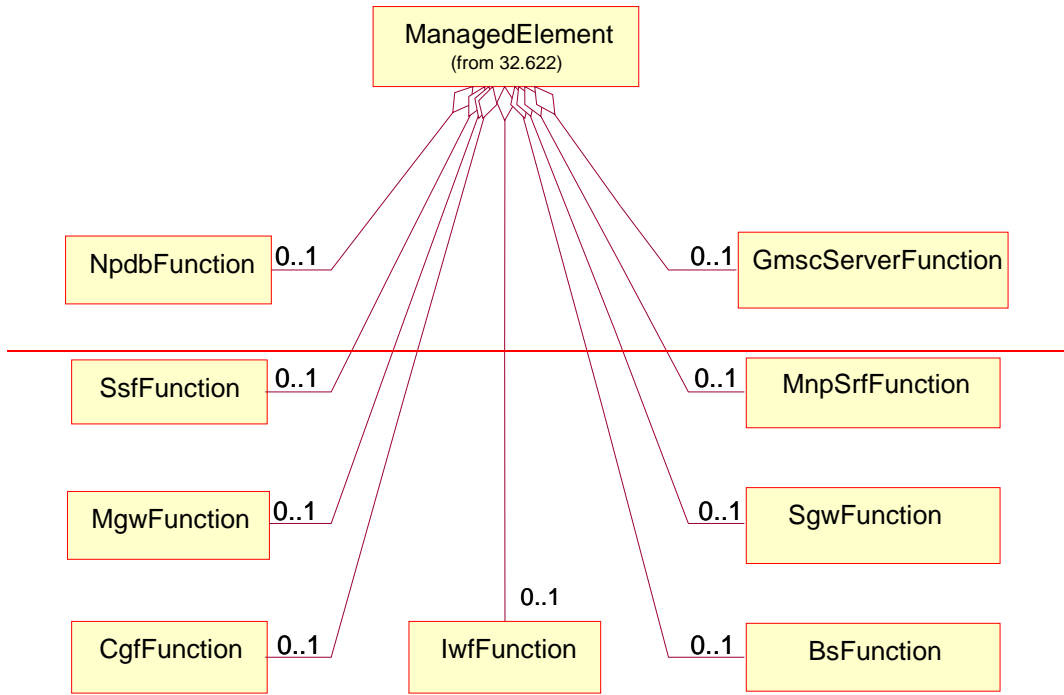 ManagedElement
(from 32.622)
NpdbFunction
0..1
0..1
GmscServerFunction
SsfFunction
0..1
0..1
MnpSrfFunction
MgwFunction
0..1
0..1
SgwFunction
CgfFunction
0..1
0..1
IwfFunction
0..1
BsFunction